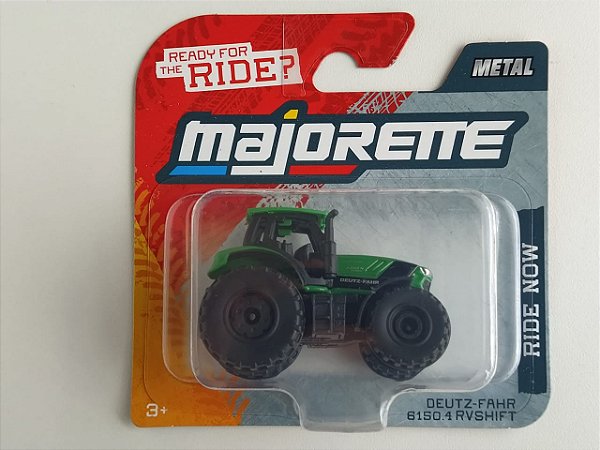 READY FOR
THE RIDE?
METAL
majorette
DEUTZ-FAHR
RIDE NOW
3+
DEUTZ-FAHR
6150.4 RVSHIFT